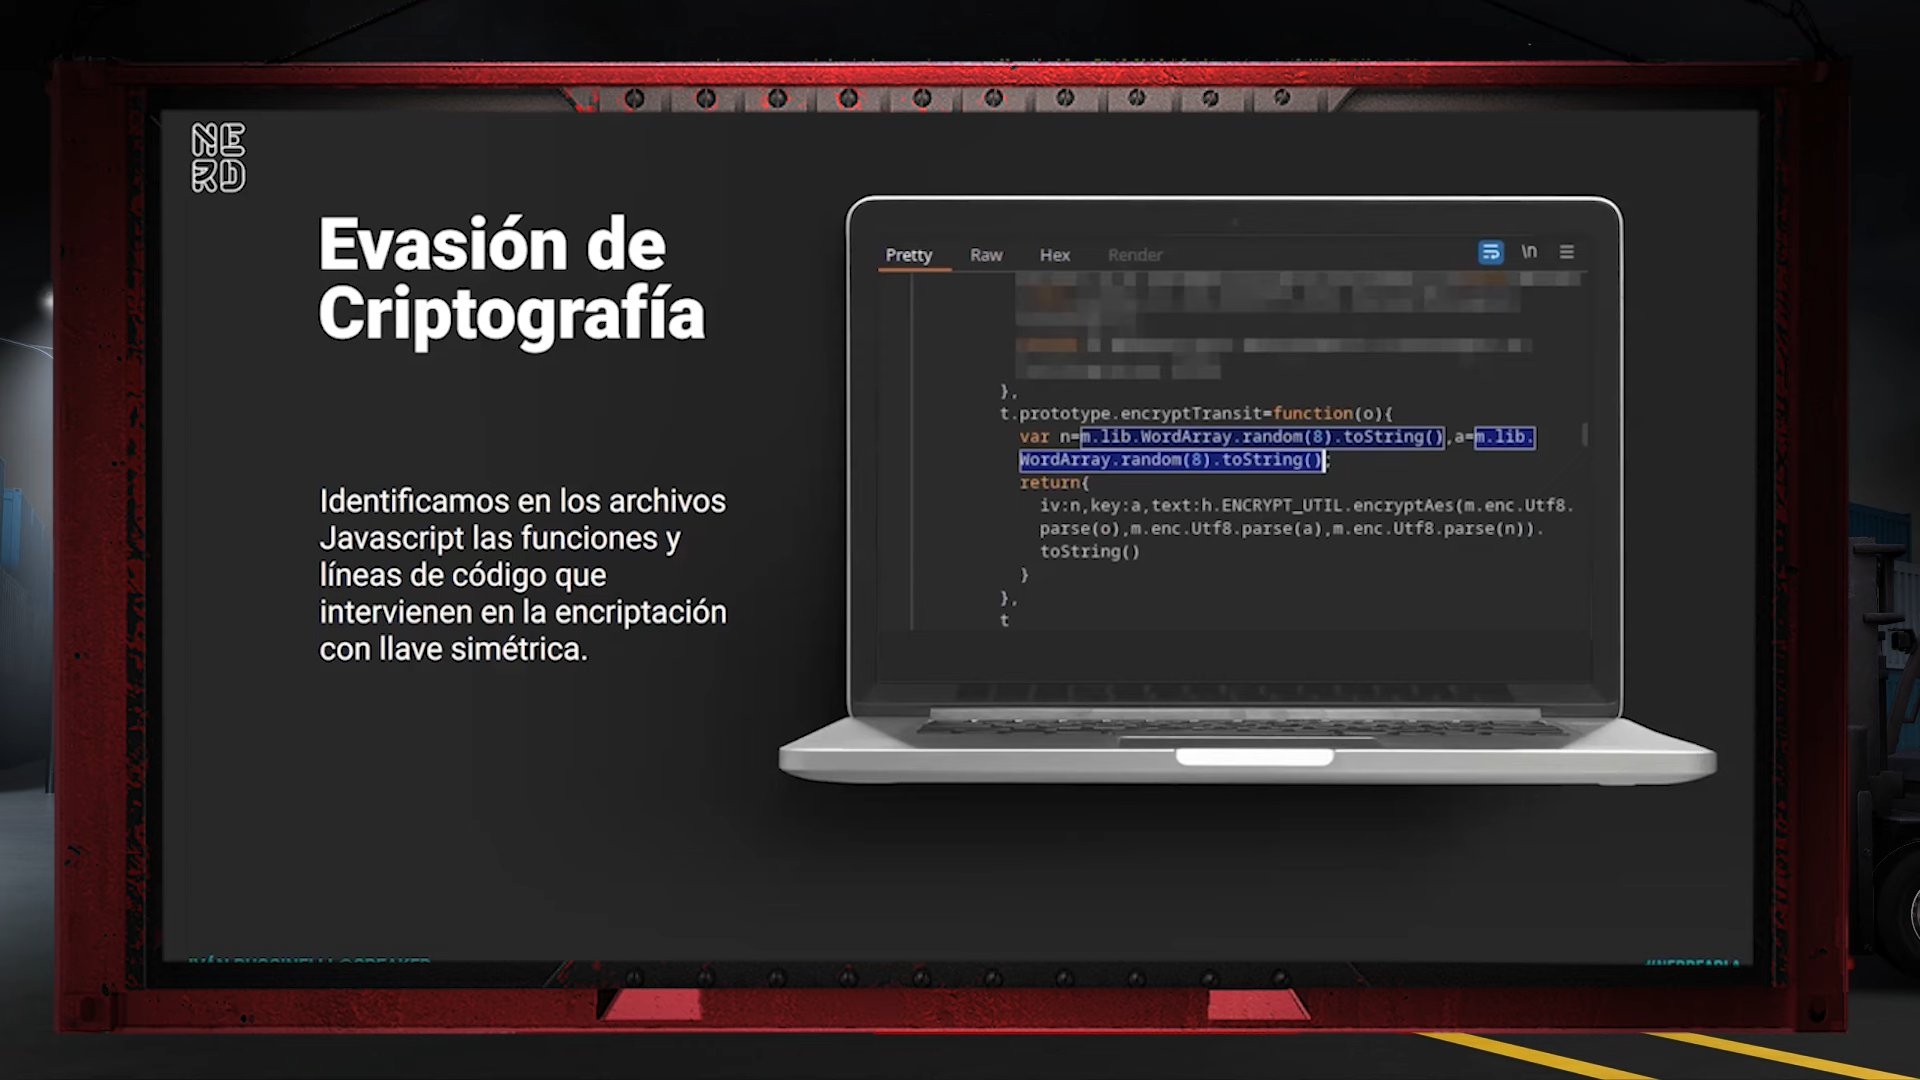 NE
RD
Evasión de
Criptografía
Identificamos en los archivos
Javascript las funciones y
líneas de código que
intervienen en la encriptación
con llave simétrica.
Pretty Raw Hex Render \n
},
t.prototype.encryptTransit=function(o){
var n=m.lib.WordArray.random(8).toString(),a=m.lib.
WordArray.random(8).toString();
return{
iv:n,key:a,text:h.ENCRYPT_UTIL.encryptAes(m.enc.Utf8.
parse(o),m.enc.Utf8.parse(a),m.enc.Utf8.parse(n)).
toString()
}
},
t